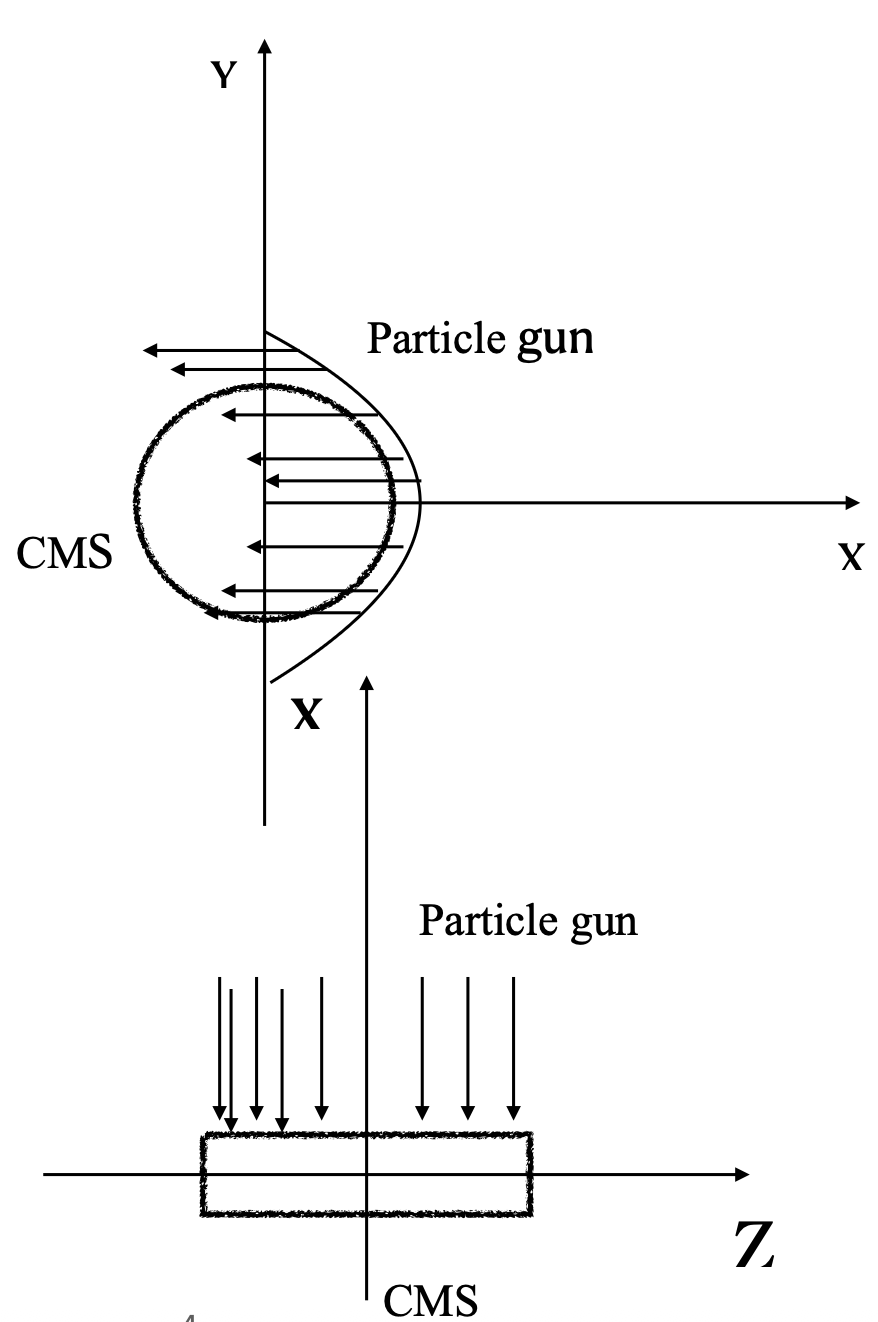 Y
Particle gun
CMS
X
X
Particle gun
Z
CMS